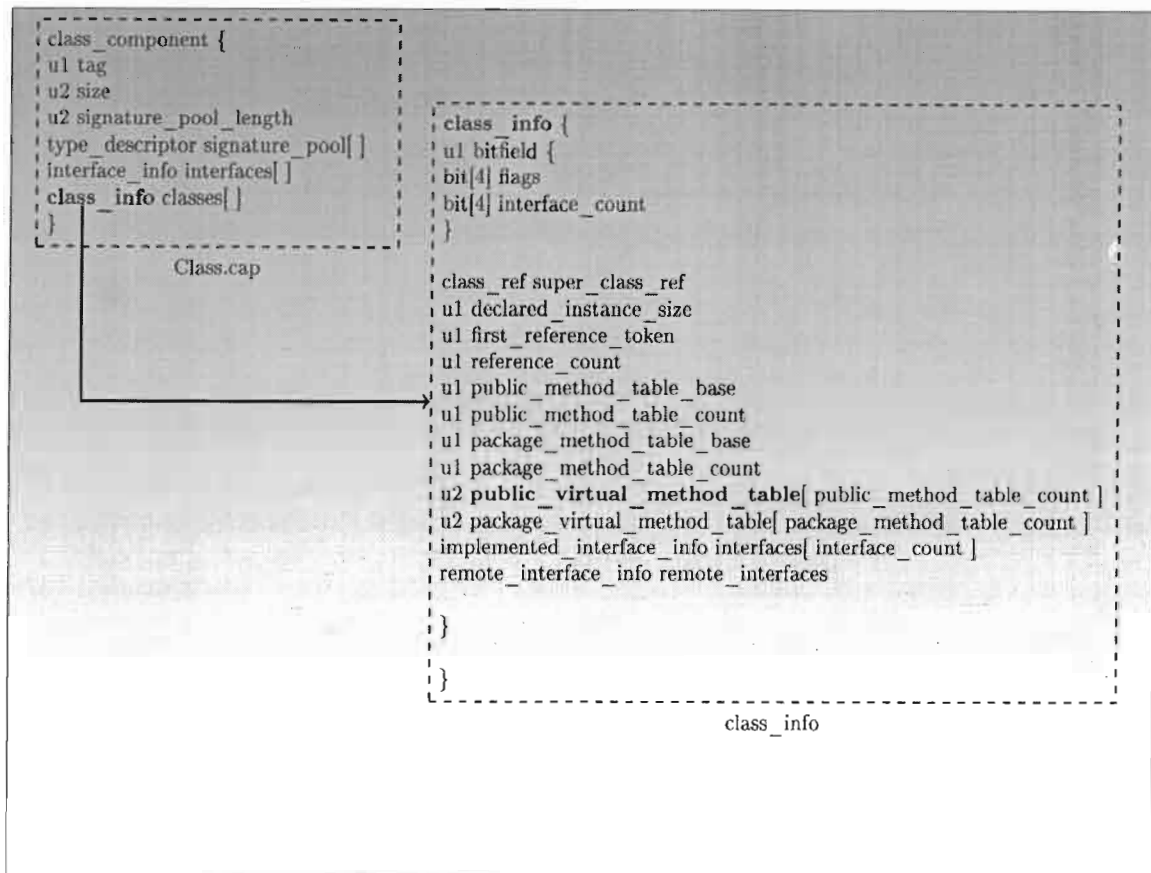 class_component {
u1 tag
u2 size
u2 signature_pool_length
type_descriptor signature_pool[ ]
interface_info interfaces[ ]
class_info classes[ ]
}
Class.cap
class_info {
u1 bitfield {
bit[4] flags
bit[4] interface_count
}
class_ref super_class_ref
u1 declared_instance_size
u1 first_reference_token
u1 reference_count
u1 public_method_table_base
u1 public_method_table_count
u1 package_method_table_base
u1 package_method_table_count
u2 public_virtual_method_table[ public_method_table_count ]
u2 package_virtual_method_table[ package_method_table_count ]
implemented_interface_info interfaces[ interface_count ]
remote_interface_info remote_interfaces
}
}
class_info